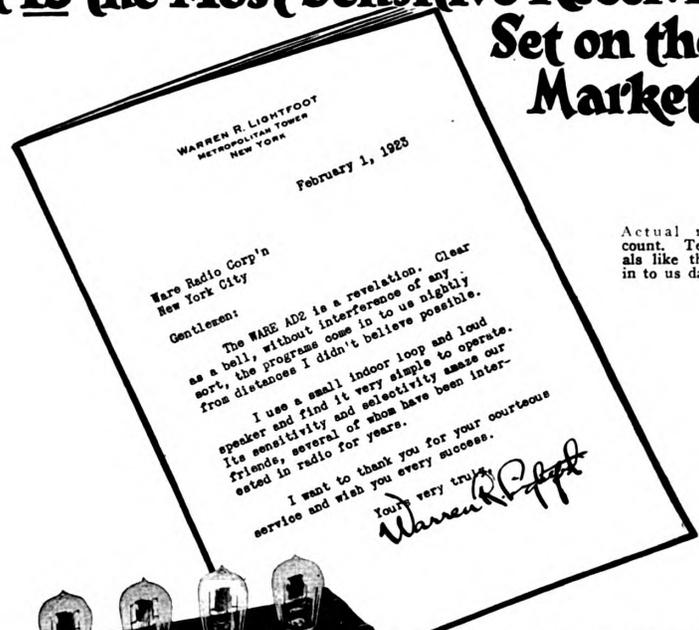 is the Most Sensitive
Set on the
Market
WARREN R. LIGHTFOOT
METROPOLITAN TOWER
NEW YORK
February 1, 1923
Ware Radio Corp'n
New York City
Gentlemen:
The WARE AD2 is a revelation. Clear
as a bell, without interference of any
sort, the programs come in to us nightly
from distances I didn't believe possible.
I use a small indoor loop and loud
speaker and find it very simple to operate.
Its sensitivity and selectivity amaze our
friends, several of whom have been inter-
ested in radio for years.
I want to thank you for your courteous
service and wish you every success.
Yours very truly,
Warren R. Lightfoot
Actual
count.
als like
in to us